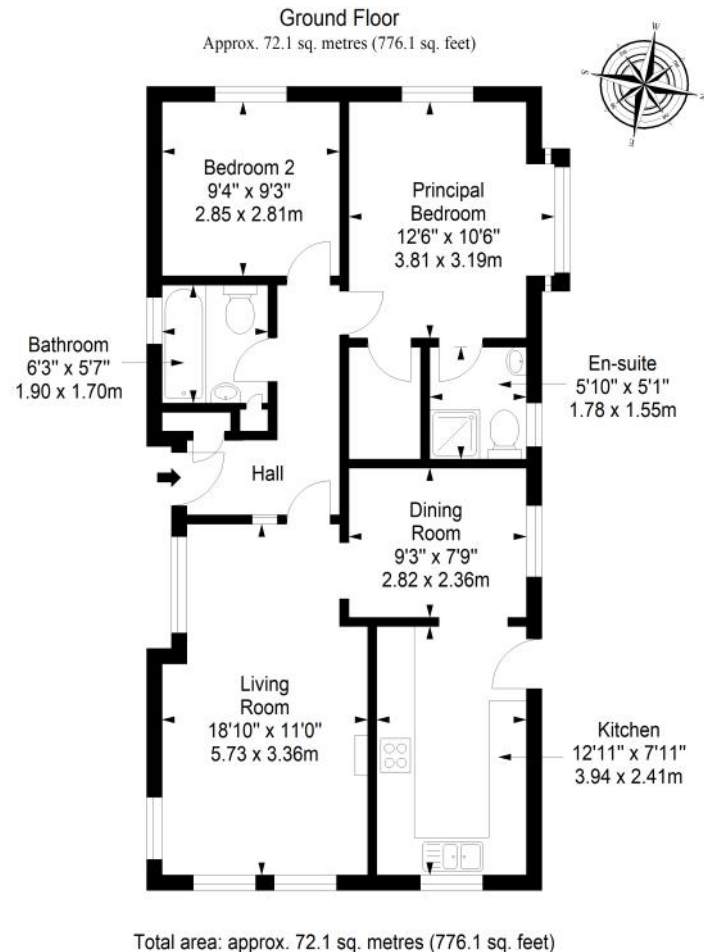 Ground Floor
Approx. 72.1 sq. metres (776.1 sq. feet)
W
S
N
E
Bedroom 2
9'4" x 9'3"
2.85 x 2.81m
Principal
Bedroom
12'6" x 10'6"
3.81 x 3.19m
Bathroom
6'3" x 5'7"
1.90 x 1.70m
En-suite
5'10" x 5'1"
1.78 x 1.55m
Hall
Dining
Room
9'3" x 7'9"
2.82 x 2.36m
Living
Room
18'10" x 11'0"
5.73 x 3.36m
Kitchen
12'11" x 7'11"
3.94 x 2.41m
Total area: approx. 72.1 sq. metres (776.1 sq. feet)